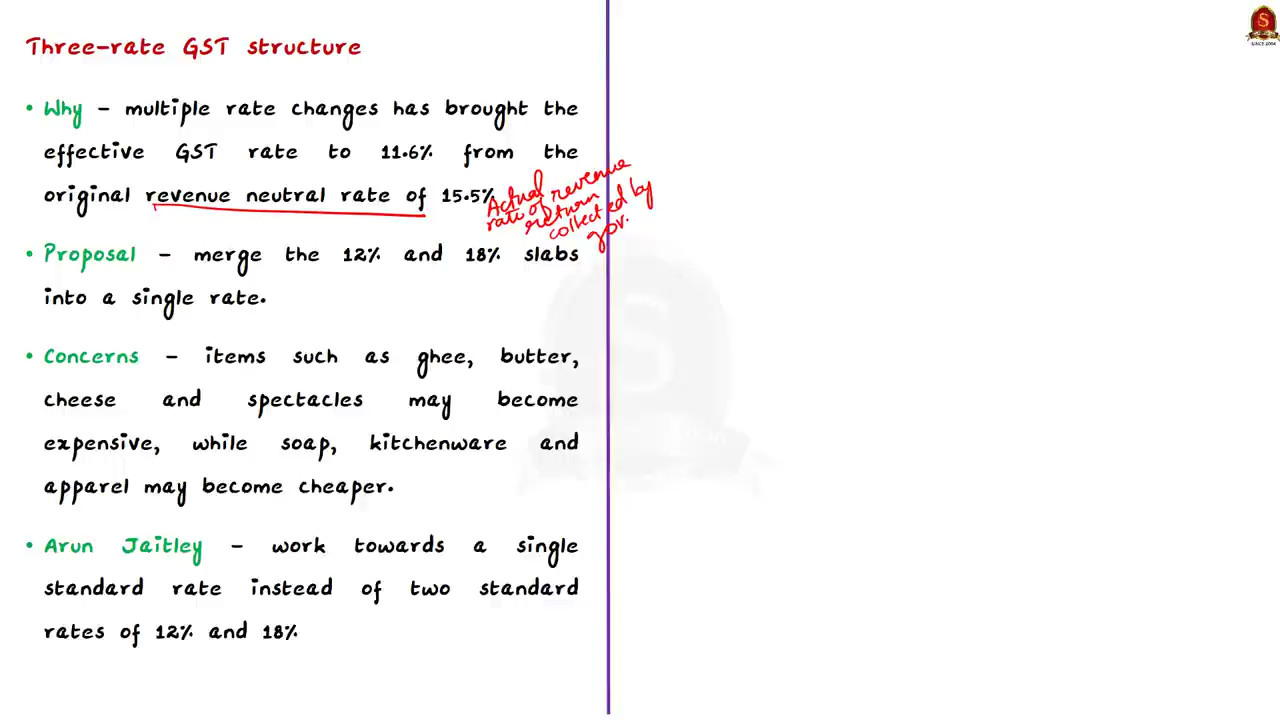 Three-rate GST structure
• Why – multiple rate changes has brought the
effective GST rate to 11.6% from the
original revenue neutral rate of 15.5%
Actual revenue
rate of return
collected by
gov.
• Proposal – merge the 12% and 18% slabs
into a single rate.
• Concerns – items such as ghee, butter,
cheese and spectacles may become
expensive, while soap, kitchenware and
apparel may become cheaper.
• Arun Jaitley – work towards a single
standard rate instead of two standard
rates of 12% and 18%
S
SINCE 2004
S